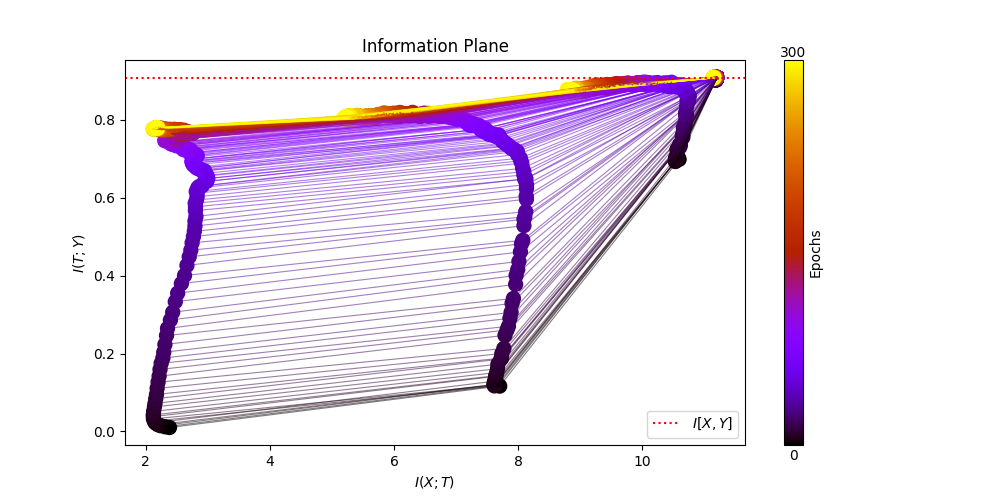 Information Plane
300
0.8
0.6
0.4
0.2
0.0
I(T; Y)
2
4
6
8
10
I(X; T)
I[X, Y]
Epochs
0